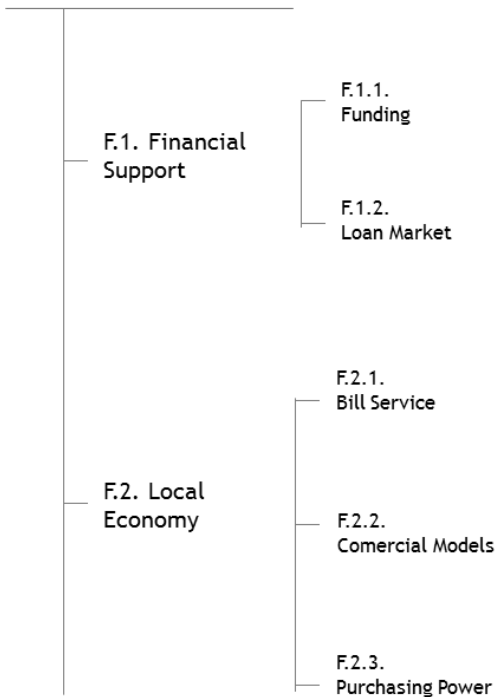 F.1. Financial
Support
F.1.1.
Funding
F.1.2.
Loan Market
F.2. Local
Economy
F.2.1.
Bill Service
F.2.2.
Comercial Models
F.2.3.
Purchasing Power